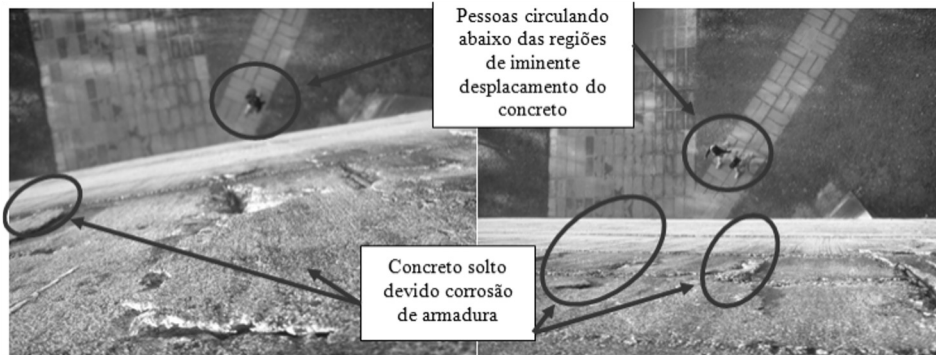 Pessoas circulando
abaixo das regiões
de iminente
desplacamento do
concreto
Concreto solto
devido corrosão
de armadura